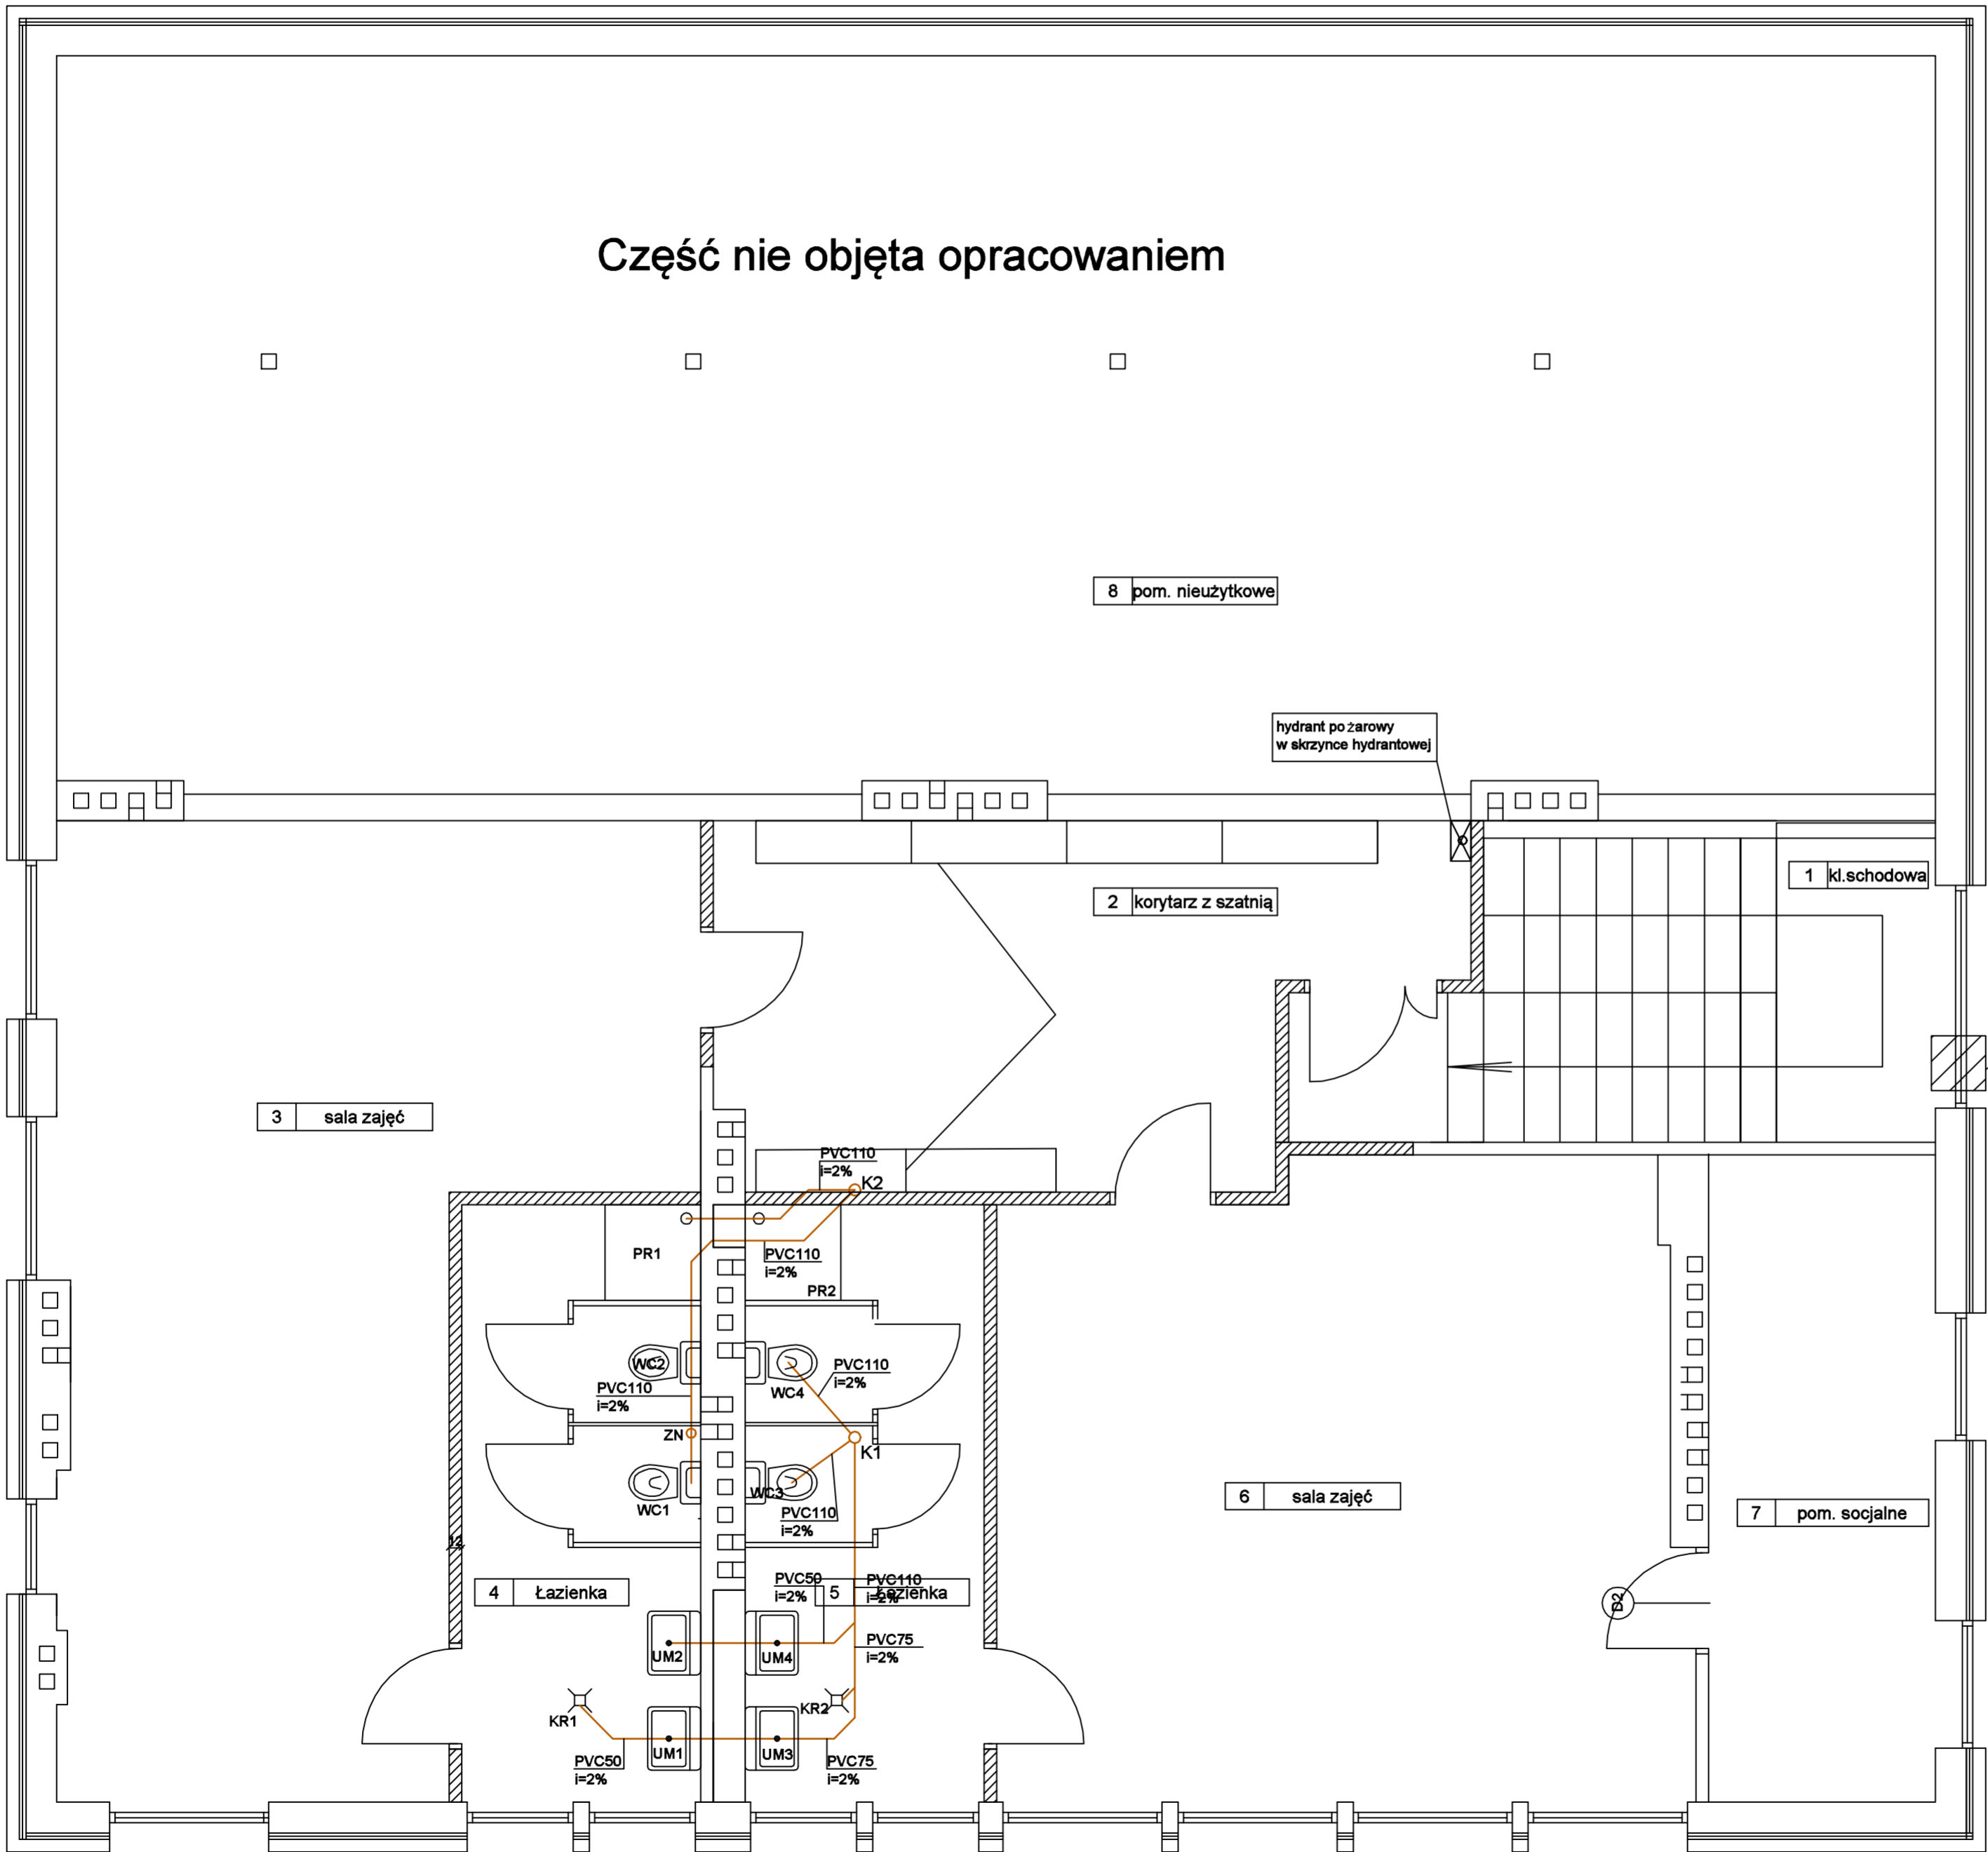 Część nie objęta opracowaniem
8 pom. nieużytkowe
hydrant pożarowy
w skrzynce hydrantowej
1 kl.schodowa
2 korytarz z szatnią
3 sala zajęć
PVC110
i=2%
K2
PR1
PVC110
i=2%
PR2
WC2
WC4
PVC110
i=2%
PVC110
i=2%
ZN
K1
WC1
WC3
PVC110
i=2%
6 sala zajęć
7 pom. socjalne
12
4 Łazienka
PVC50
i=2%
5 Łazienka
PVC110
i=2%
D2
UM2
UM4
PVC75
i=2%
KR1
KR2
UM1
UM3
PVC50
i=2%
PVC75
i=2%